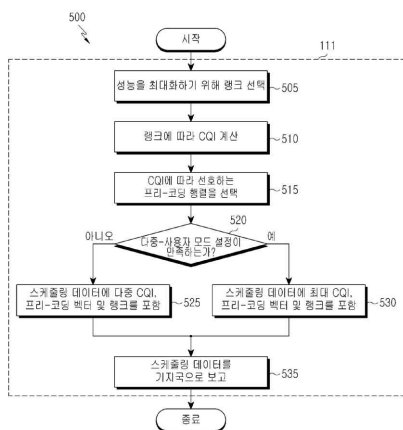 500
시작
111
성능을 최대화하기 위해 랭크 선택
505
랭크에 따라 CQI 계산
510
CQI에 따라 선호하는
프리-코딩 행렬을 선택
515
520
아니오
다중-사용자 모드 설정이
만족하는가?
예
스케줄링 데이터에 다중 CQI,
프리-코딩 벡터 및 랭크를 포함
525
스케줄링 데이터에 최대 CQI,
프리-코딩 벡터 및 랭크를 포함
530
스케줄링 데이터를
기지국으로 보고
535
종료